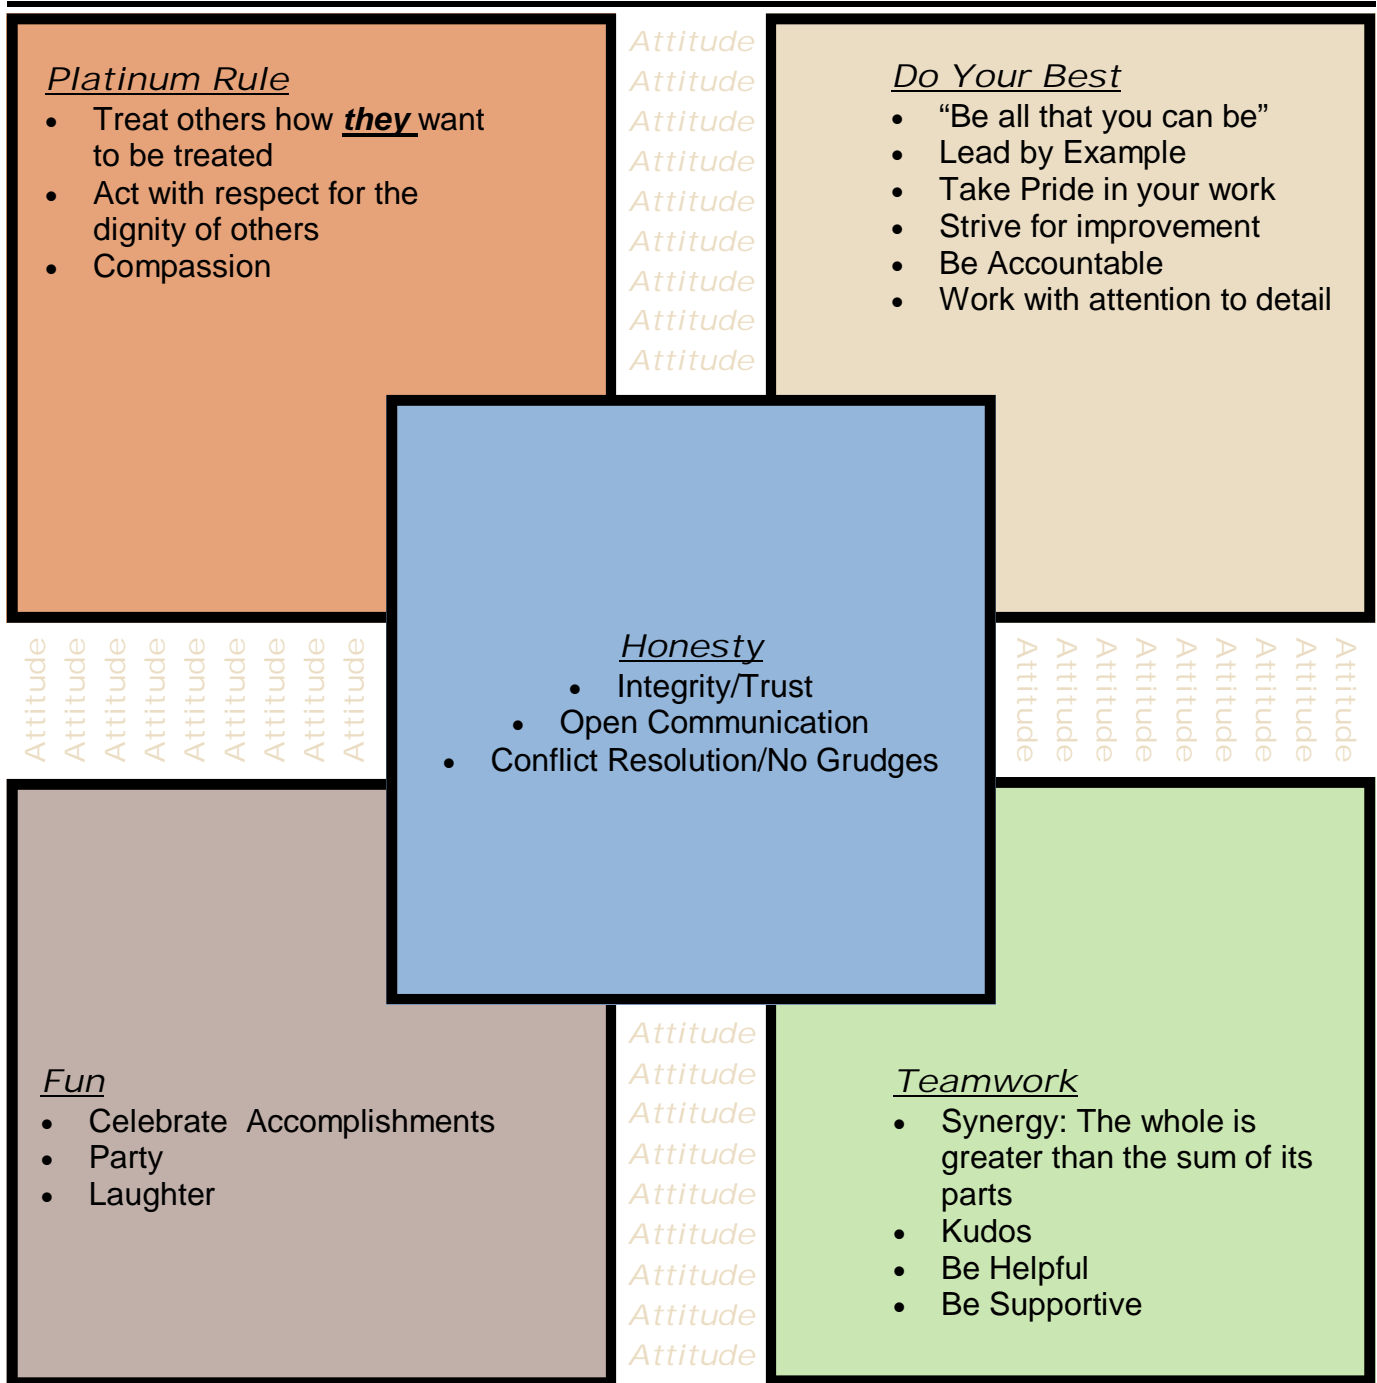 Platinum Rule
• Treat others how they want
to be treated
• Act with respect for the
dignity of others
• Compassion
Attitude
Attitude
Attitude
Attitude
Attitude
Attitude
Attitude
Attitude
Attitude
Do Your Best
• “Be all that you can be”
• Lead by Example
• Take Pride in your work
• Strive for improvement
• Be Accountable
• Work with attention to detail
Attitude
Attitude
Attitude
Attitude
Attitude
Attitude
Attitude
Attitude
Attitude
Honesty
• Integrity/Trust
• Open Communication
• Conflict Resolution/No Grudges
Attitude
Attitude
Attitude
Attitude
Attitude
Attitude
Attitude
Attitude
Attitude
Fun
• Celebrate Accomplishments
• Party
• Laughter
Attitude
Attitude
Attitude
Attitude
Attitude
Attitude
Attitude
Attitude
Attitude
Teamwork
• Synergy: The whole is
greater than the sum of its
parts
• Kudos
• Be Helpful
• Be Supportive